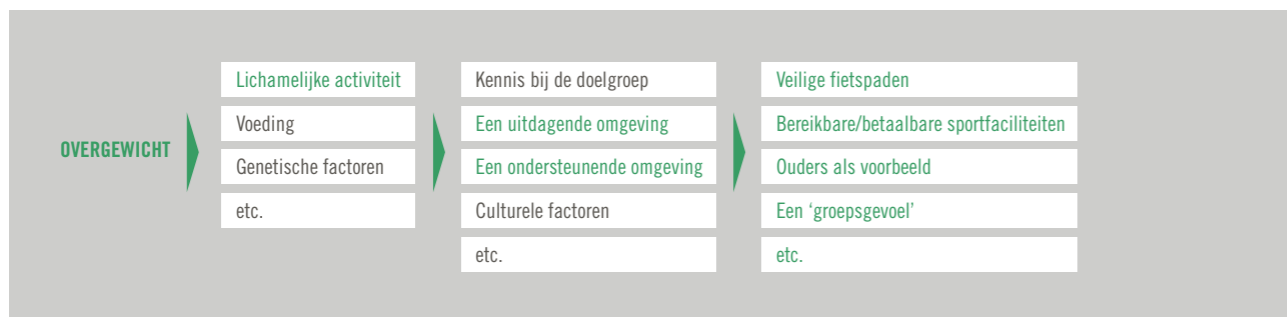 OVERGEWICHT
Lichamelijke activiteit
Voeding
Genetische factoren
etc.
Kennis bij de doelgroep
Een uitdagende omgeving
Een ondersteunende omgeving
Culturele factoren
etc.
Veilige fietspaden
Bereikbare/betaalbare sportfaciliteiten
Ouders als voorbeeld
Een ‘groepsgevoel’
etc.